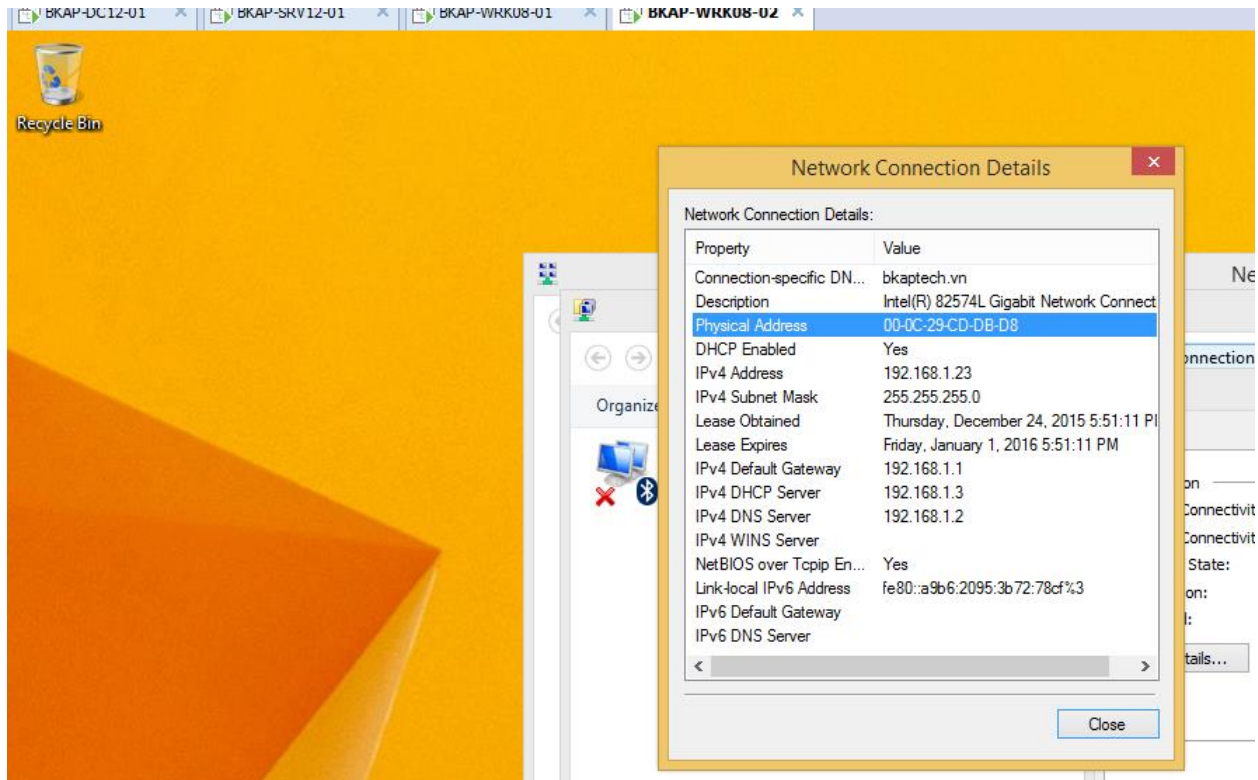 BKAP-DC12-01 BKAP-SRV12-01 BKAP-WRK08-01 BKAP-WRK08-02
Recycle Bin
Network Connection Details
Network Connection Details:
Property Value
Connection-specific DN... bkaptech.vn
Description Intel(R) 82574L Gigabit Network Connect
Physical Address 00-0C-29-CD-DB-D8
DHCP Enabled Yes
IPv4 Address 192.168.1.23
IPv4 Subnet Mask 255.255.255.0
Lease Obtained Thursday, December 24, 2015 5:51:11 P
Lease Expires Friday, January 1, 2016 5:51:11 PM
IPv4 Default Gateway 192.168.1.1
IPv4 DHCP Server 192.168.1.3
IPv4 DNS Server 192.168.1.2
IPv4 WINS Server
NetBIOS over Tcpip En... Yes
Link-local IPv6 Address fe80::a9b6:2095:3b72:78cf%3
IPv6 Default Gateway
IPv6 DNS Server
Close
Organize
Ne
onnection
on
Connectivit
Connectivit
State:
on:
l:
tails...